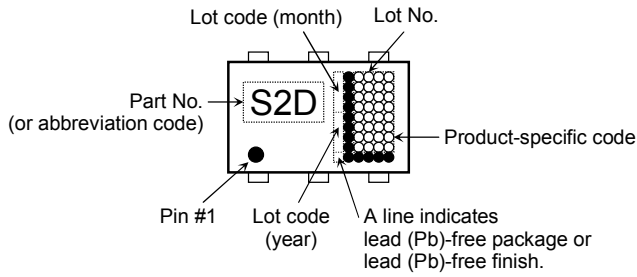 Lot code (month)
Lot No.
Part No.
(or abbreviation code)
S2D
Product-specific code
Pin #1
Lot code
(year)
A line indicates
lead (Pb)-free package or
lead (Pb)-free finish.